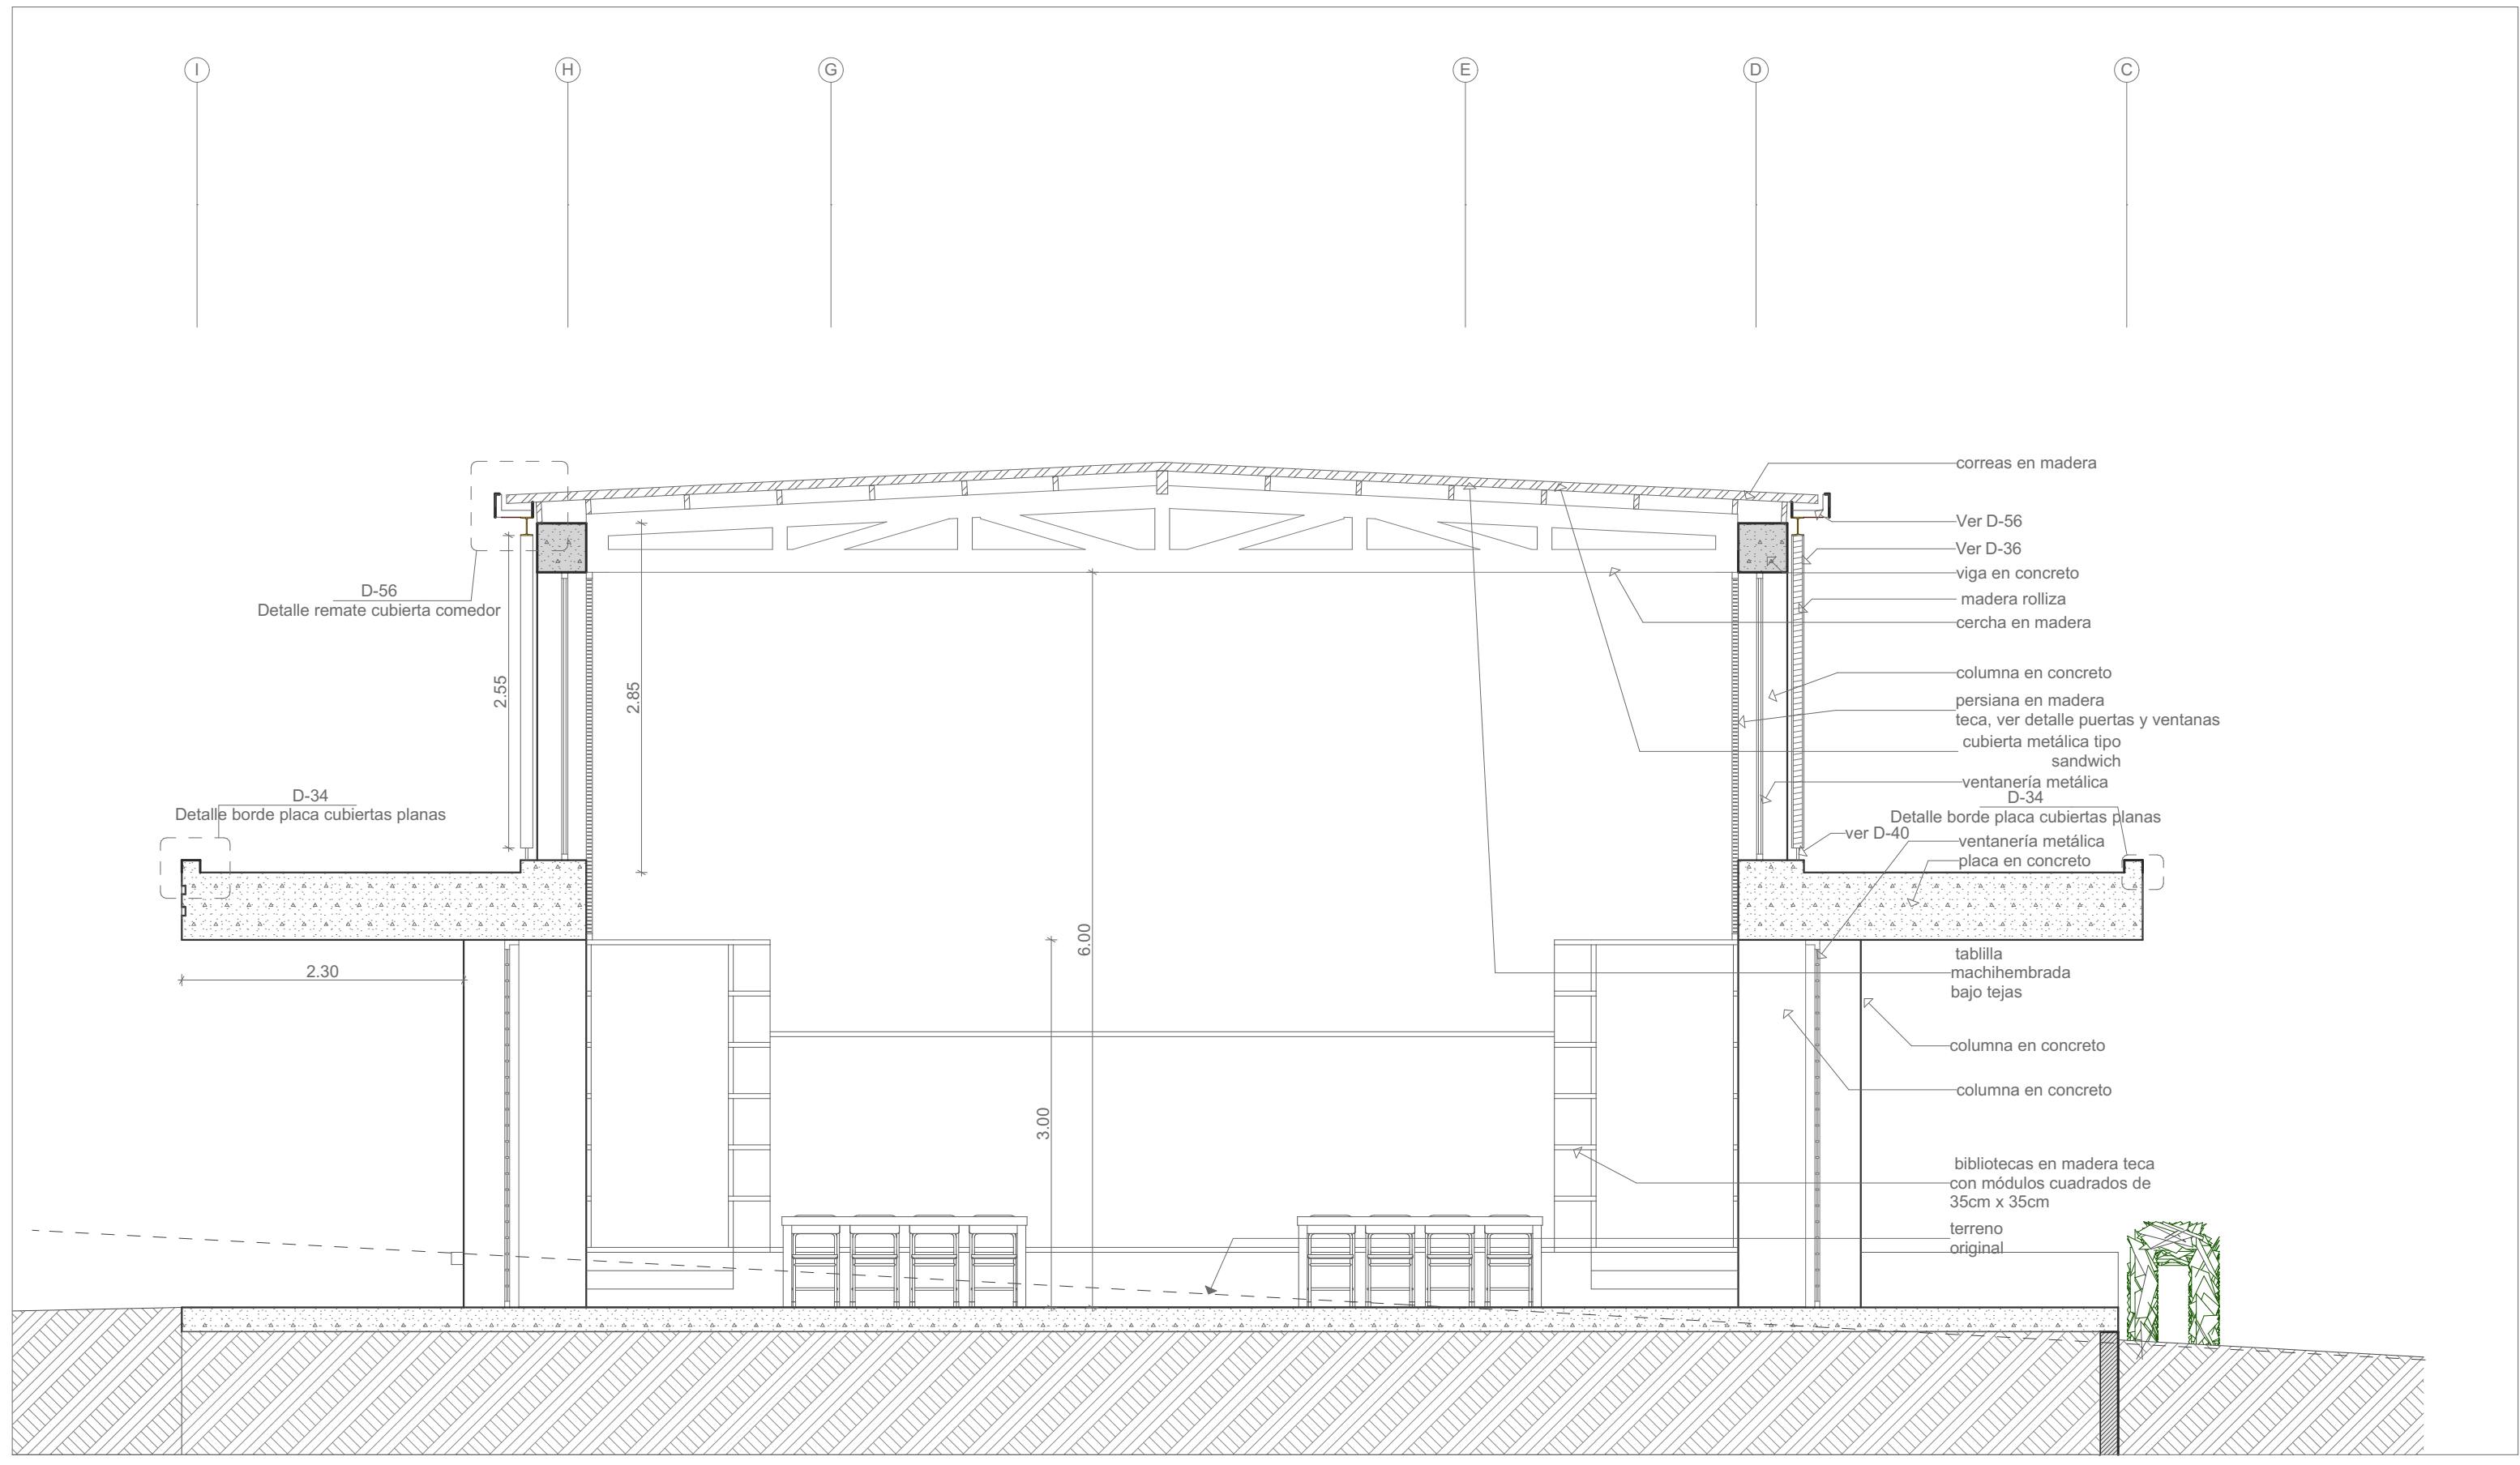 I
H
G
E
D
C
correas en madera
Ver D-56
Ver D-36
viga en concreto
madera rolliza
cercha en madera
columna en concreto
persiana en madera
teca, ver detalle puertas y ventanas
cubierta metálica tipo
sandwich
ventanería metálica
D-34
Detalle borde placa cubiertas planas
ver D-40
ventanería metálica
placa en concreto
D-56
Detalle remate cubierta comedor
2.55
2.85
D-34
Detalle borde placa cubiertas planas
2.30
6.00
3.00
tablilla
machihembrada
bajo tejas
columna en concreto
columna en concreto
bibliotecas en madera teca
con módulos cuadrados de
35cm x 35cm
terreno
original